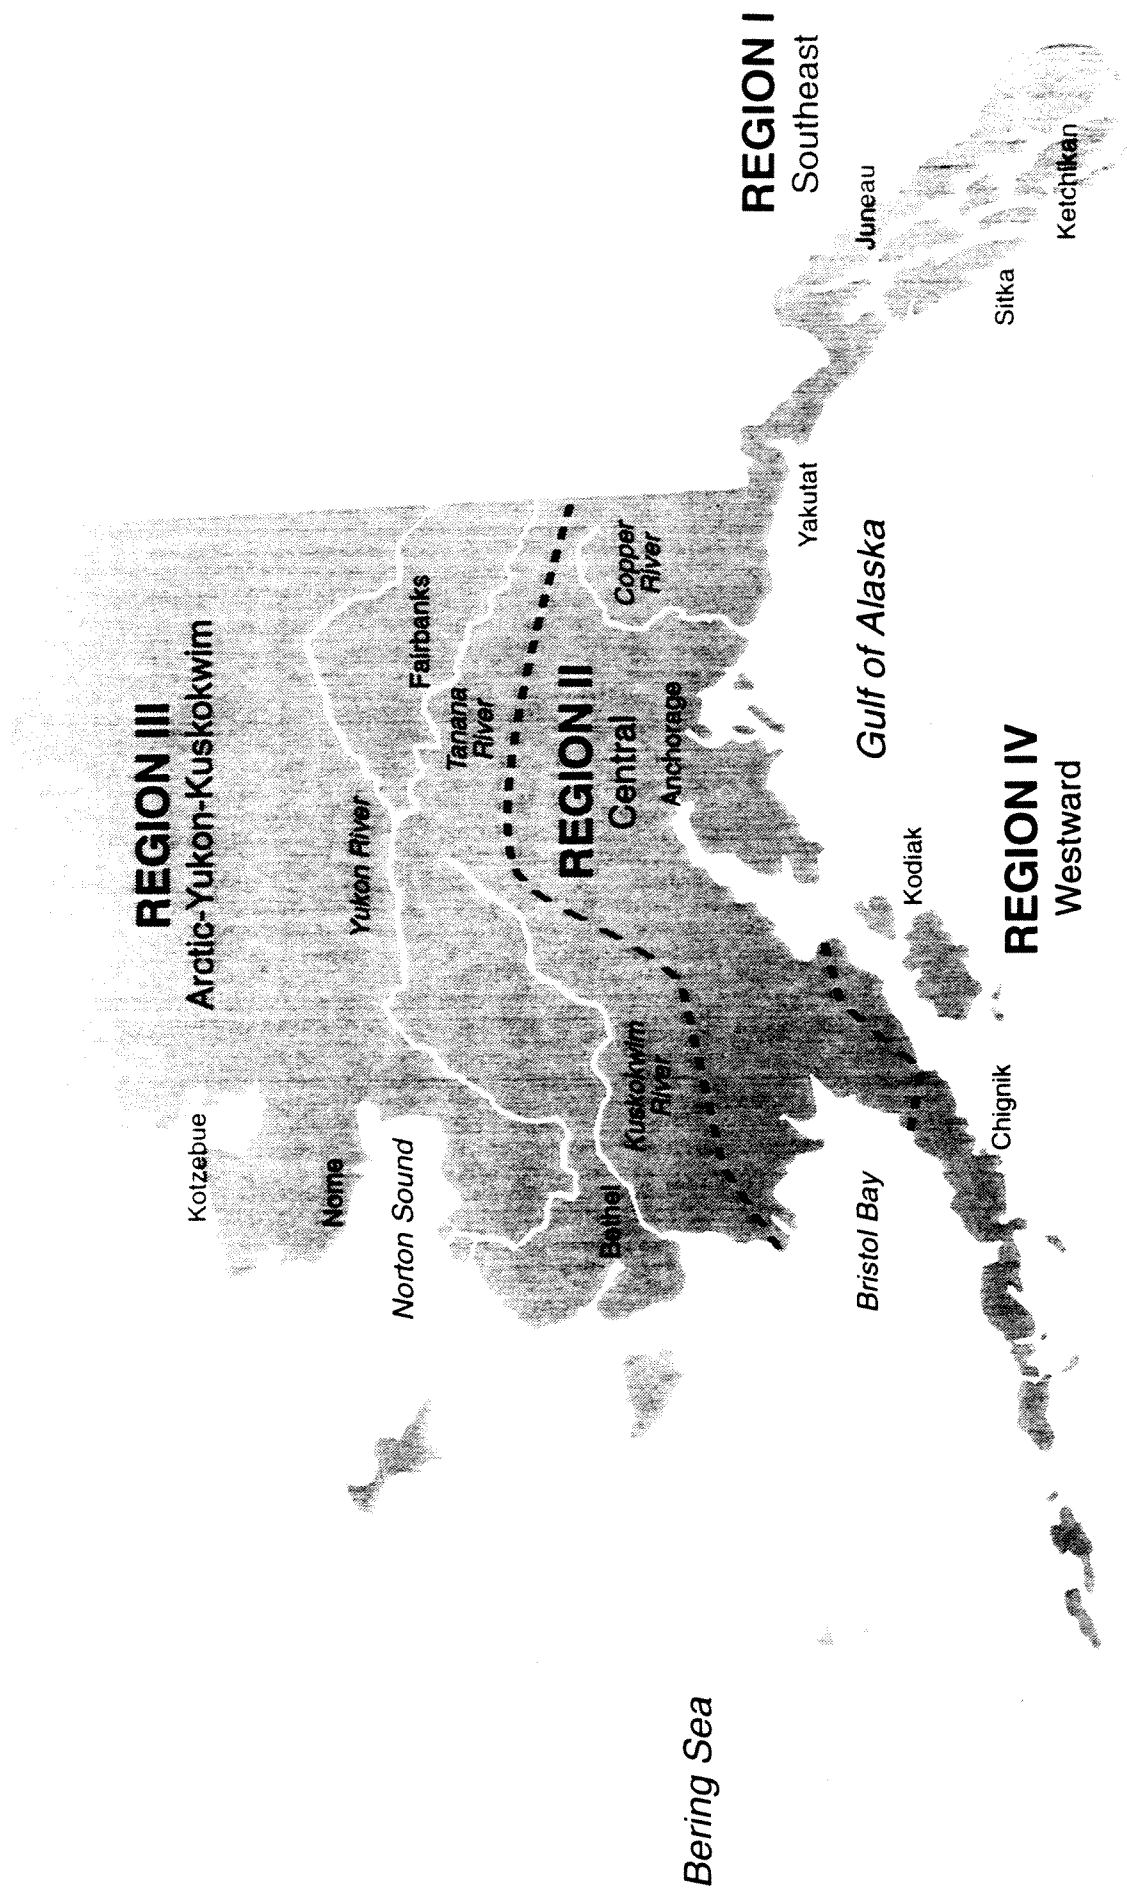 REGION III
Arctic-Yukon-Kuskokwim
Kotzebue
Nome
Yukon River
Norton Sound
Fairbanks
Tanana
River
Copper
River
REGION II
Central
Anchorage
Kuskokwim
River
Bethel
Bering Sea
REGION I
Southeast
Juneau
Yakutat
Gulf of Alaska
Bristol Bay
Kodiak
Sitka
Ketchikan
Chignik
REGION IV
Westward